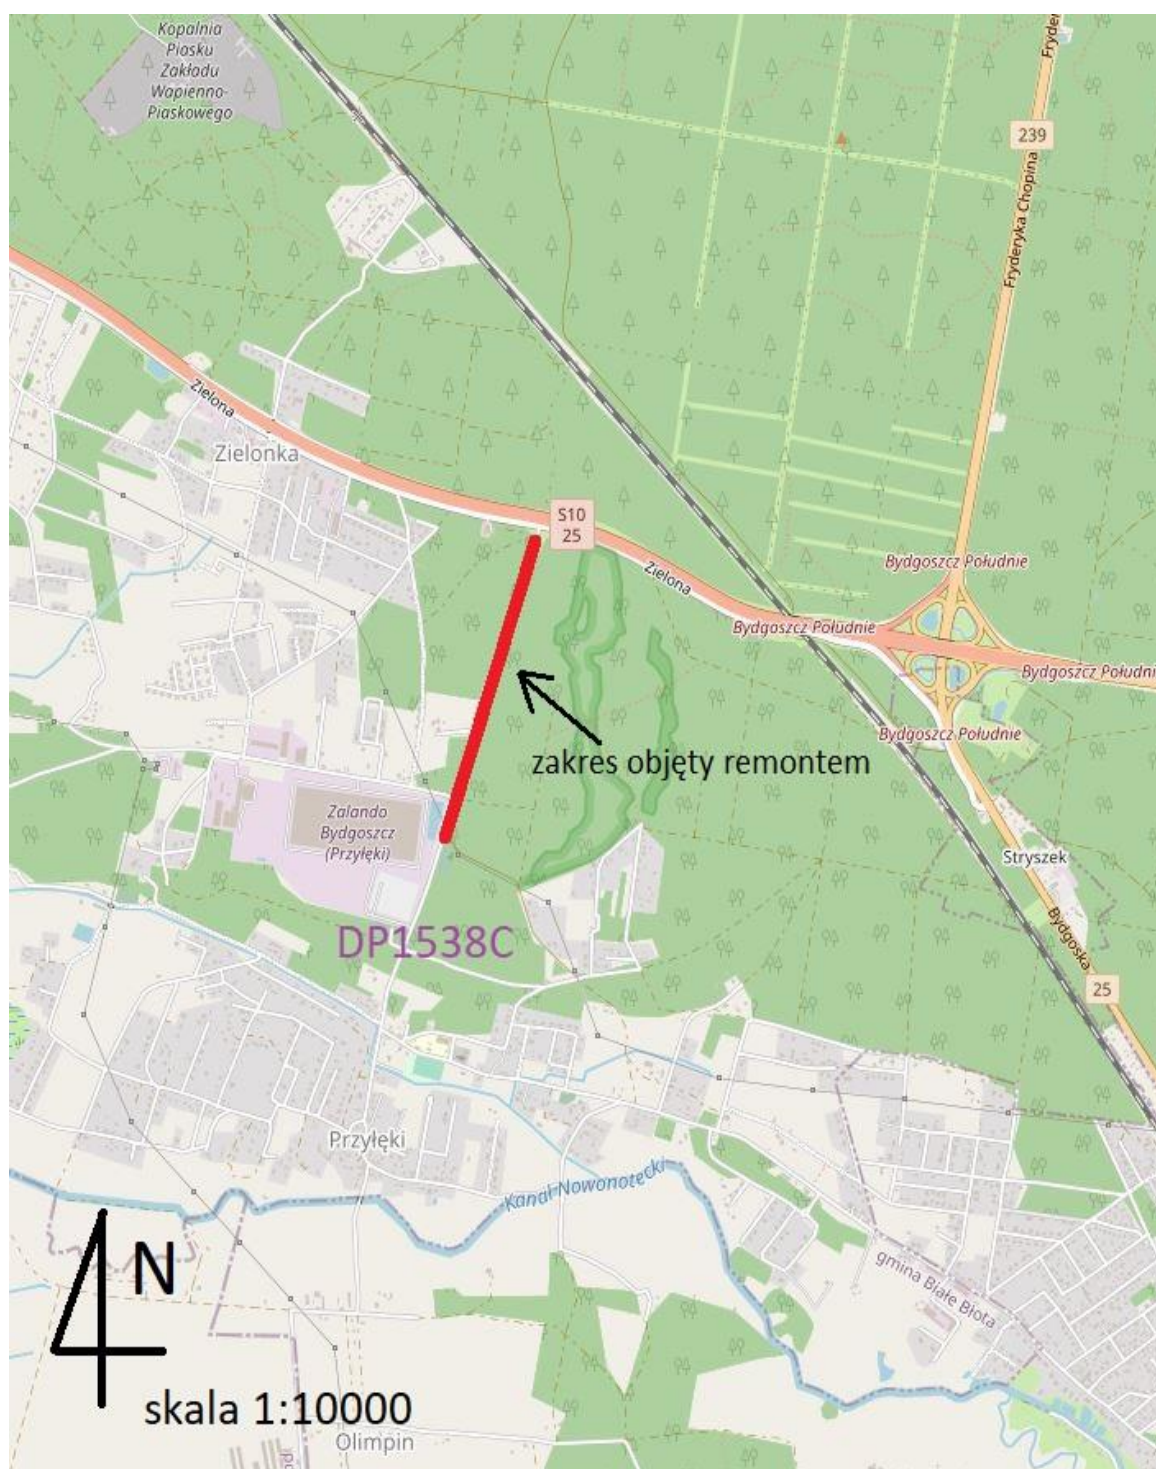 Kopalnia
Piosku
Zakładu
Wapienno-
Piaskowego
239
Fryderyka Chopina
Zielona
Zielonka
S10
25
Zielona
Bydgoszcz Południe
Bydgoszcz Południe
Bydgoszcz Południ
Bydgoszcz Południe
zakres objęty remontem
Zalando
Bydgoszcz
(Przyłęki)
Stryszek
Bydgoska
DP1538C
25
Przyłęki
Kanał Nowonotecki
gmina Białe Błota
N
skala 1:10000
Olimpin